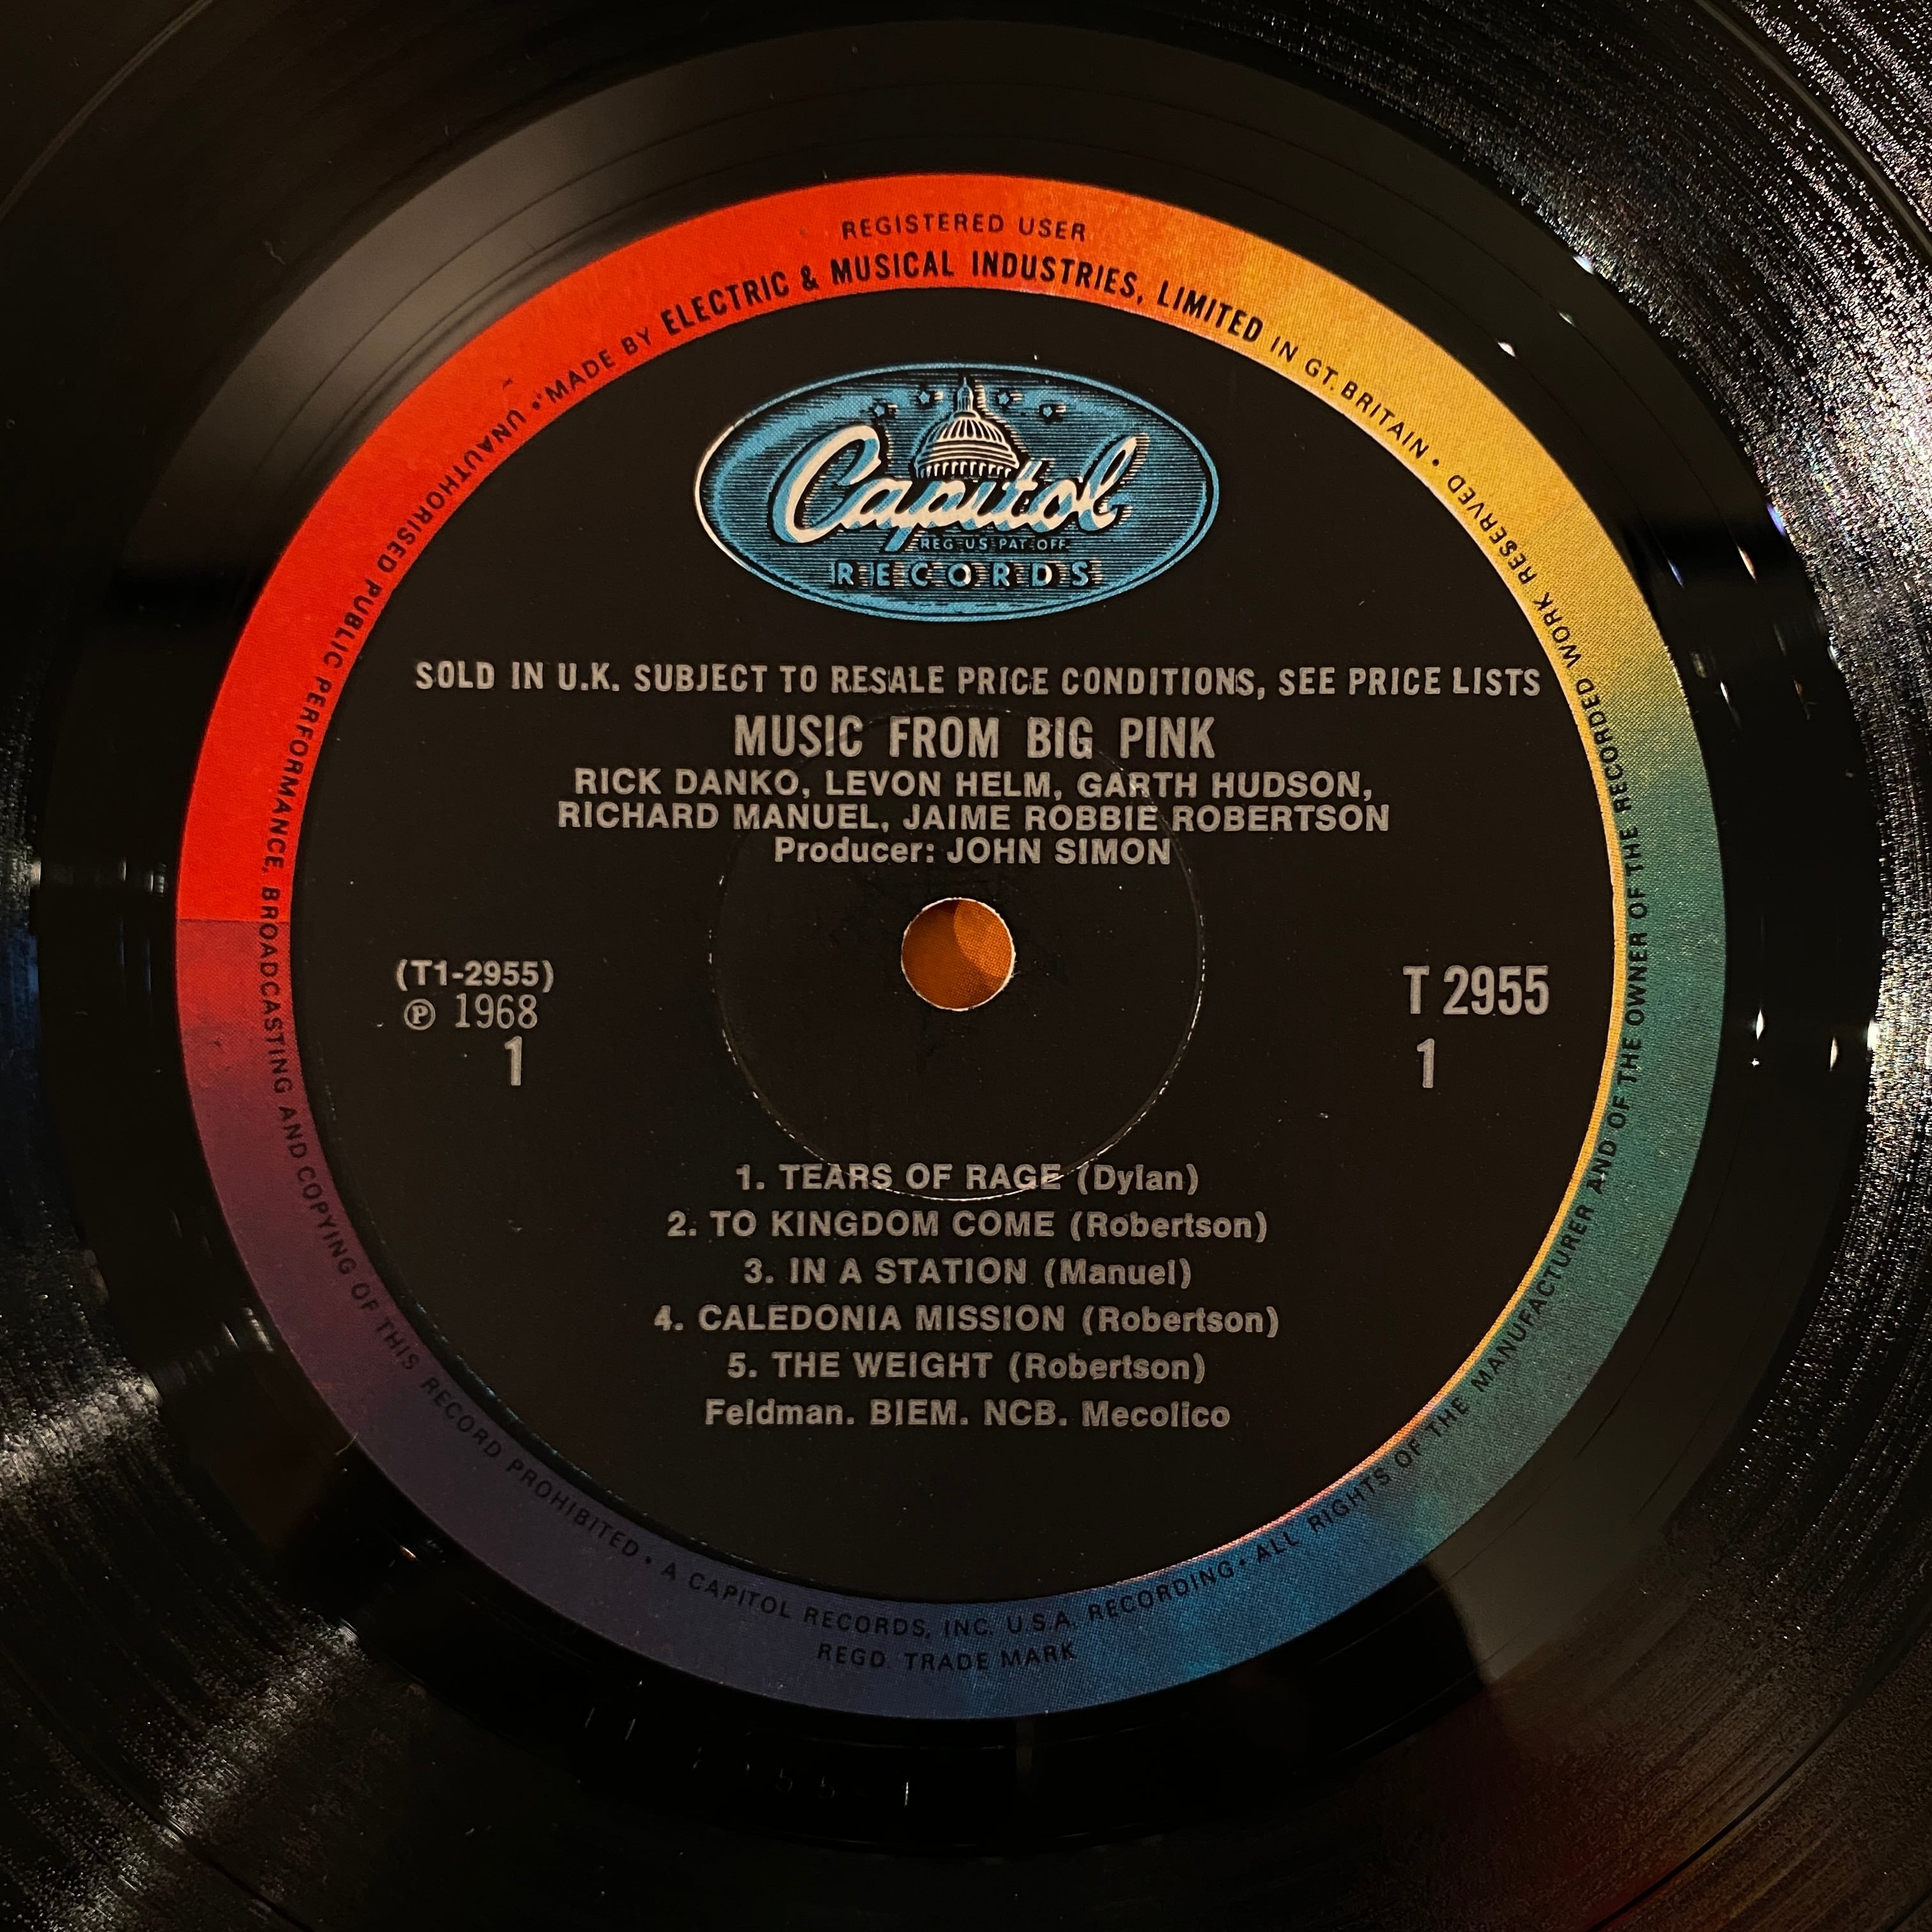 REGISTERED USER
•MADE BY ELECTRIC & MUSICAL INDUSTRIES, LIMITED IN GT. BRITAIN •
Capitol
REG·US·PAT·OFF.
RECORDS
SOLD IN U.K. SUBJECT TO RESALE PRICE CONDITIONS, SEE PRICE LISTS
MUSIC FROM BIG PINK
RICK DANKO, LEVON HELM, GARTH HUDSON,
RICHARD MANUEL, JAIME ROBBIE ROBERTSON
Producer: JOHN SIMON
(T1-2955)
℗ 1968
1
T 2955
1
1. TEARS OF RAGE (Dylan)
2. TO KINGDOM COME (Robertson)
3. IN A STATION (Manuel)
4. CALEDONIA MISSION (Robertson)
5. THE WEIGHT (Robertson)
Feldman. BIEM. NCB. Mecolico
UNAUTHORISED PUBLIC PERFORMANCE, BROADCASTING AND COPYING OF THIS RECORD PROHIBITED • A CAPITOL RECORDS, INC. U.S.A. RECORDING • ALL RIGHTS OF THE MANUFACTURER AND OF THE OWNER OF THE RECORDED WORK RESERVED
REGD. TRADE MARK